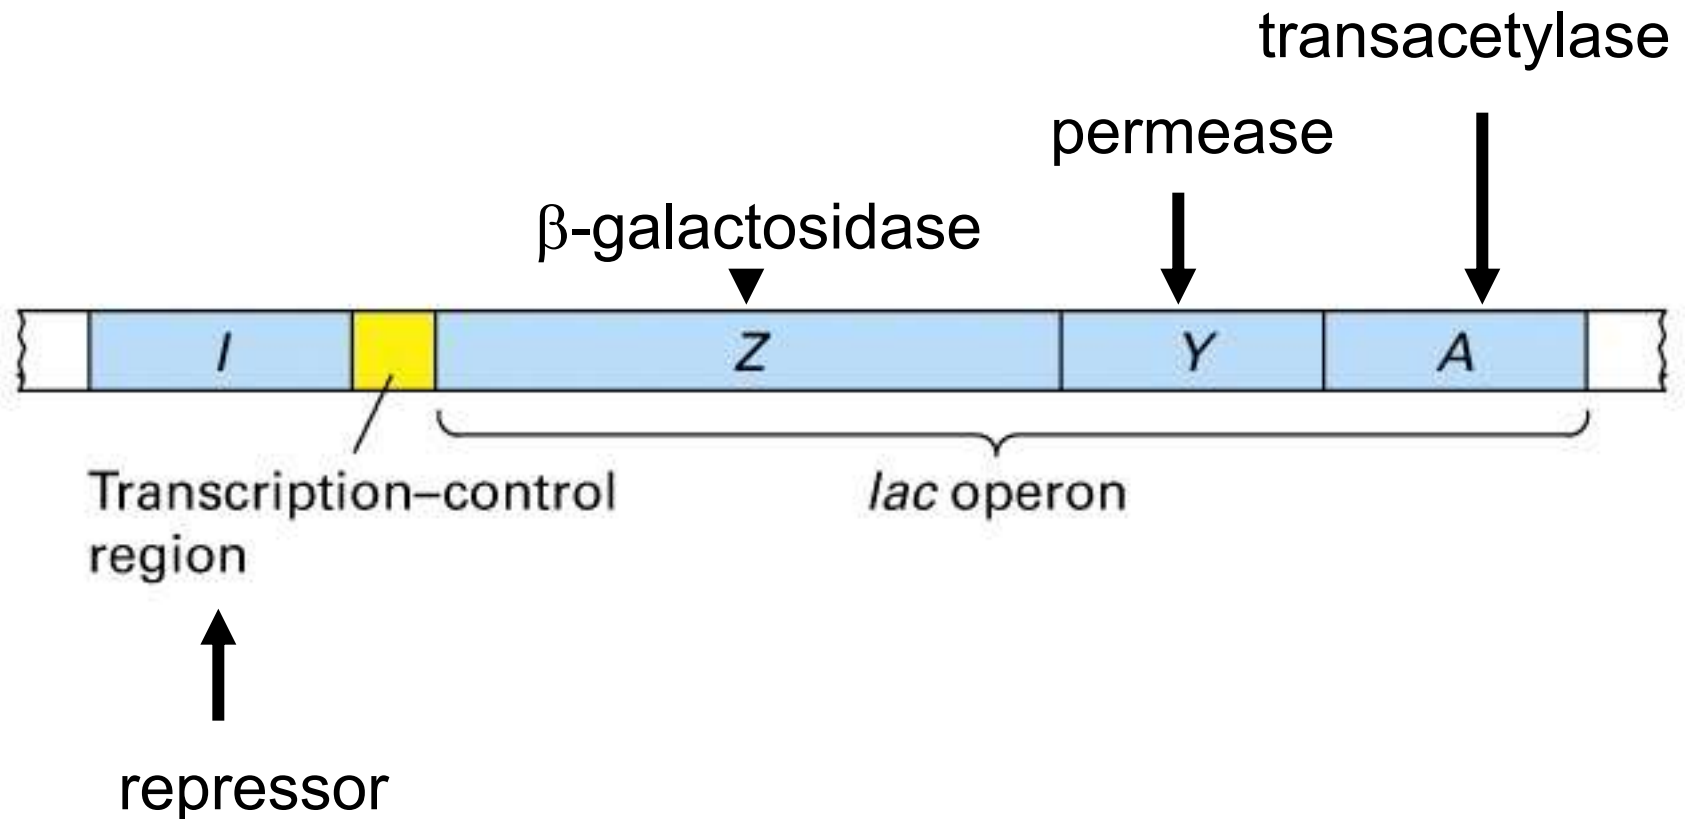 transacetylase
permease
β-galactosidase
I Z Y A
Transcription–control
region
lac operon
repressor